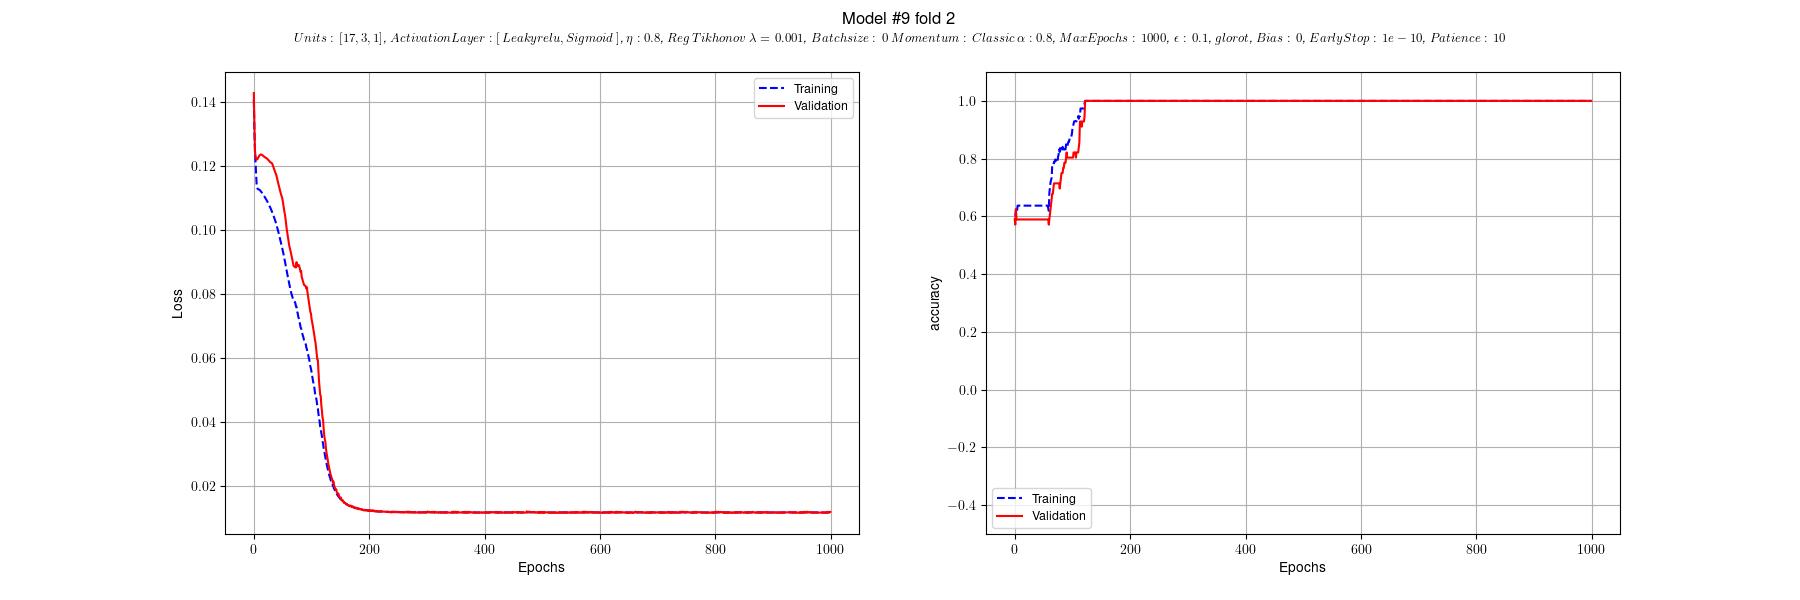 Model #9 fold 2
Units : [17, 3, 1], ActivationLayer : [ Leakyrelu, Sigmoid ], η : 0.8, Reg Tikhonov λ = 0.001, Batchsize : 0 Momentum : Classic α : 0.8, MaxEpochs : 1000, ϵ : 0.1, glorot, Bias : 0, EarlyStop : 1e − 10, Patience : 10
Loss
0.14
0.12
0.10
0.08
0.06
0.04
0.02
0 200 400 600 800 1000
Epochs
Training
Validation
accuracy
1.0
0.8
0.6
0.4
0.2
0.0
−0.2
−0.4
0 200 400 600 800 1000
Epochs
Training
Validation